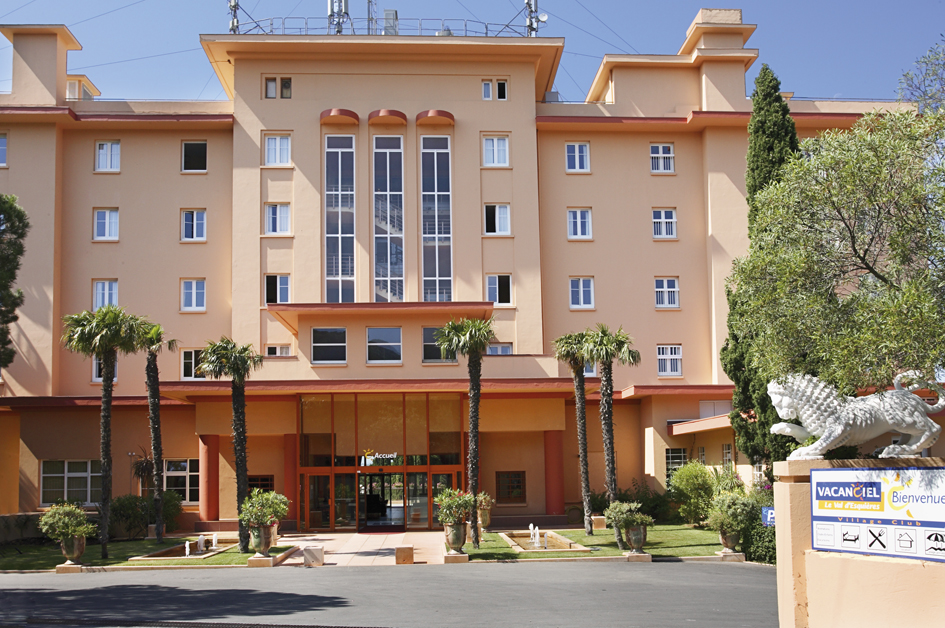 Accueil
VACANCIEL
Le Val d'Esquières
Bienvenue
Village Club
P